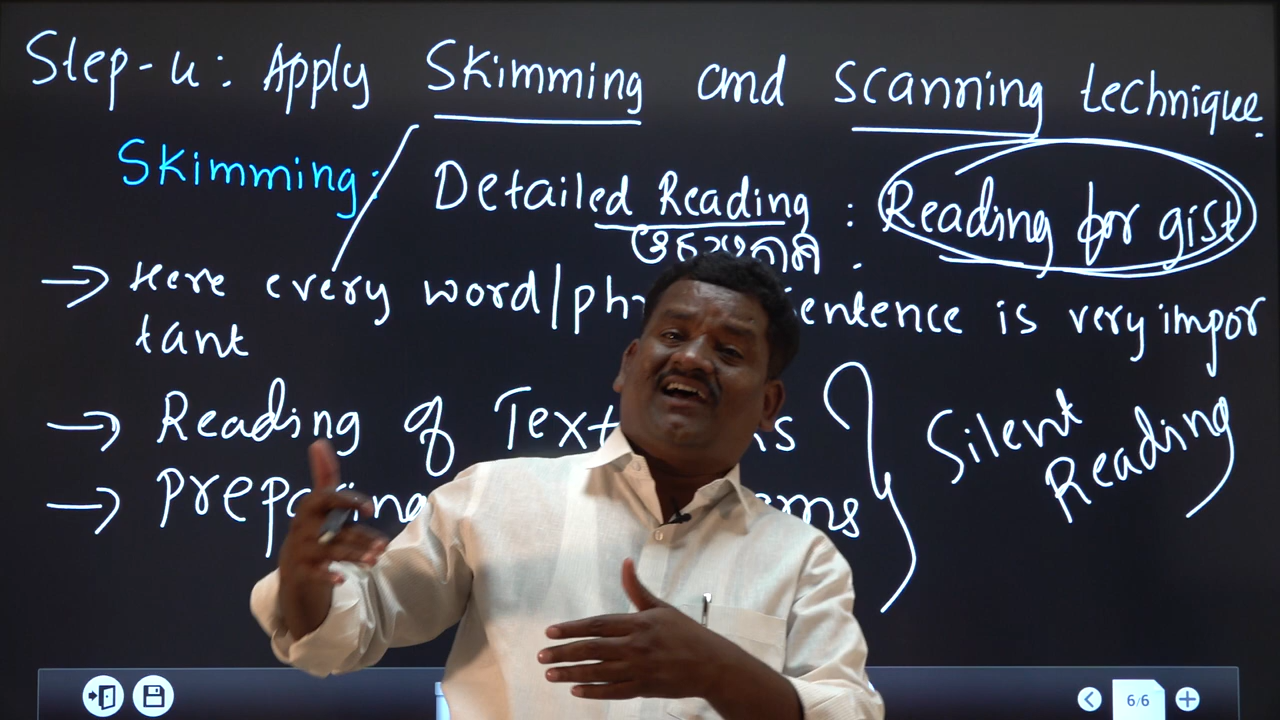 Step-4: Apply Skimming and scanning technique.
Skimming: Detailed Reading : Reading for gist
→ Here every word/ph sentence is very impor
tant
→ Reading of Text
→ Preparing
Silent
Reading
6/6